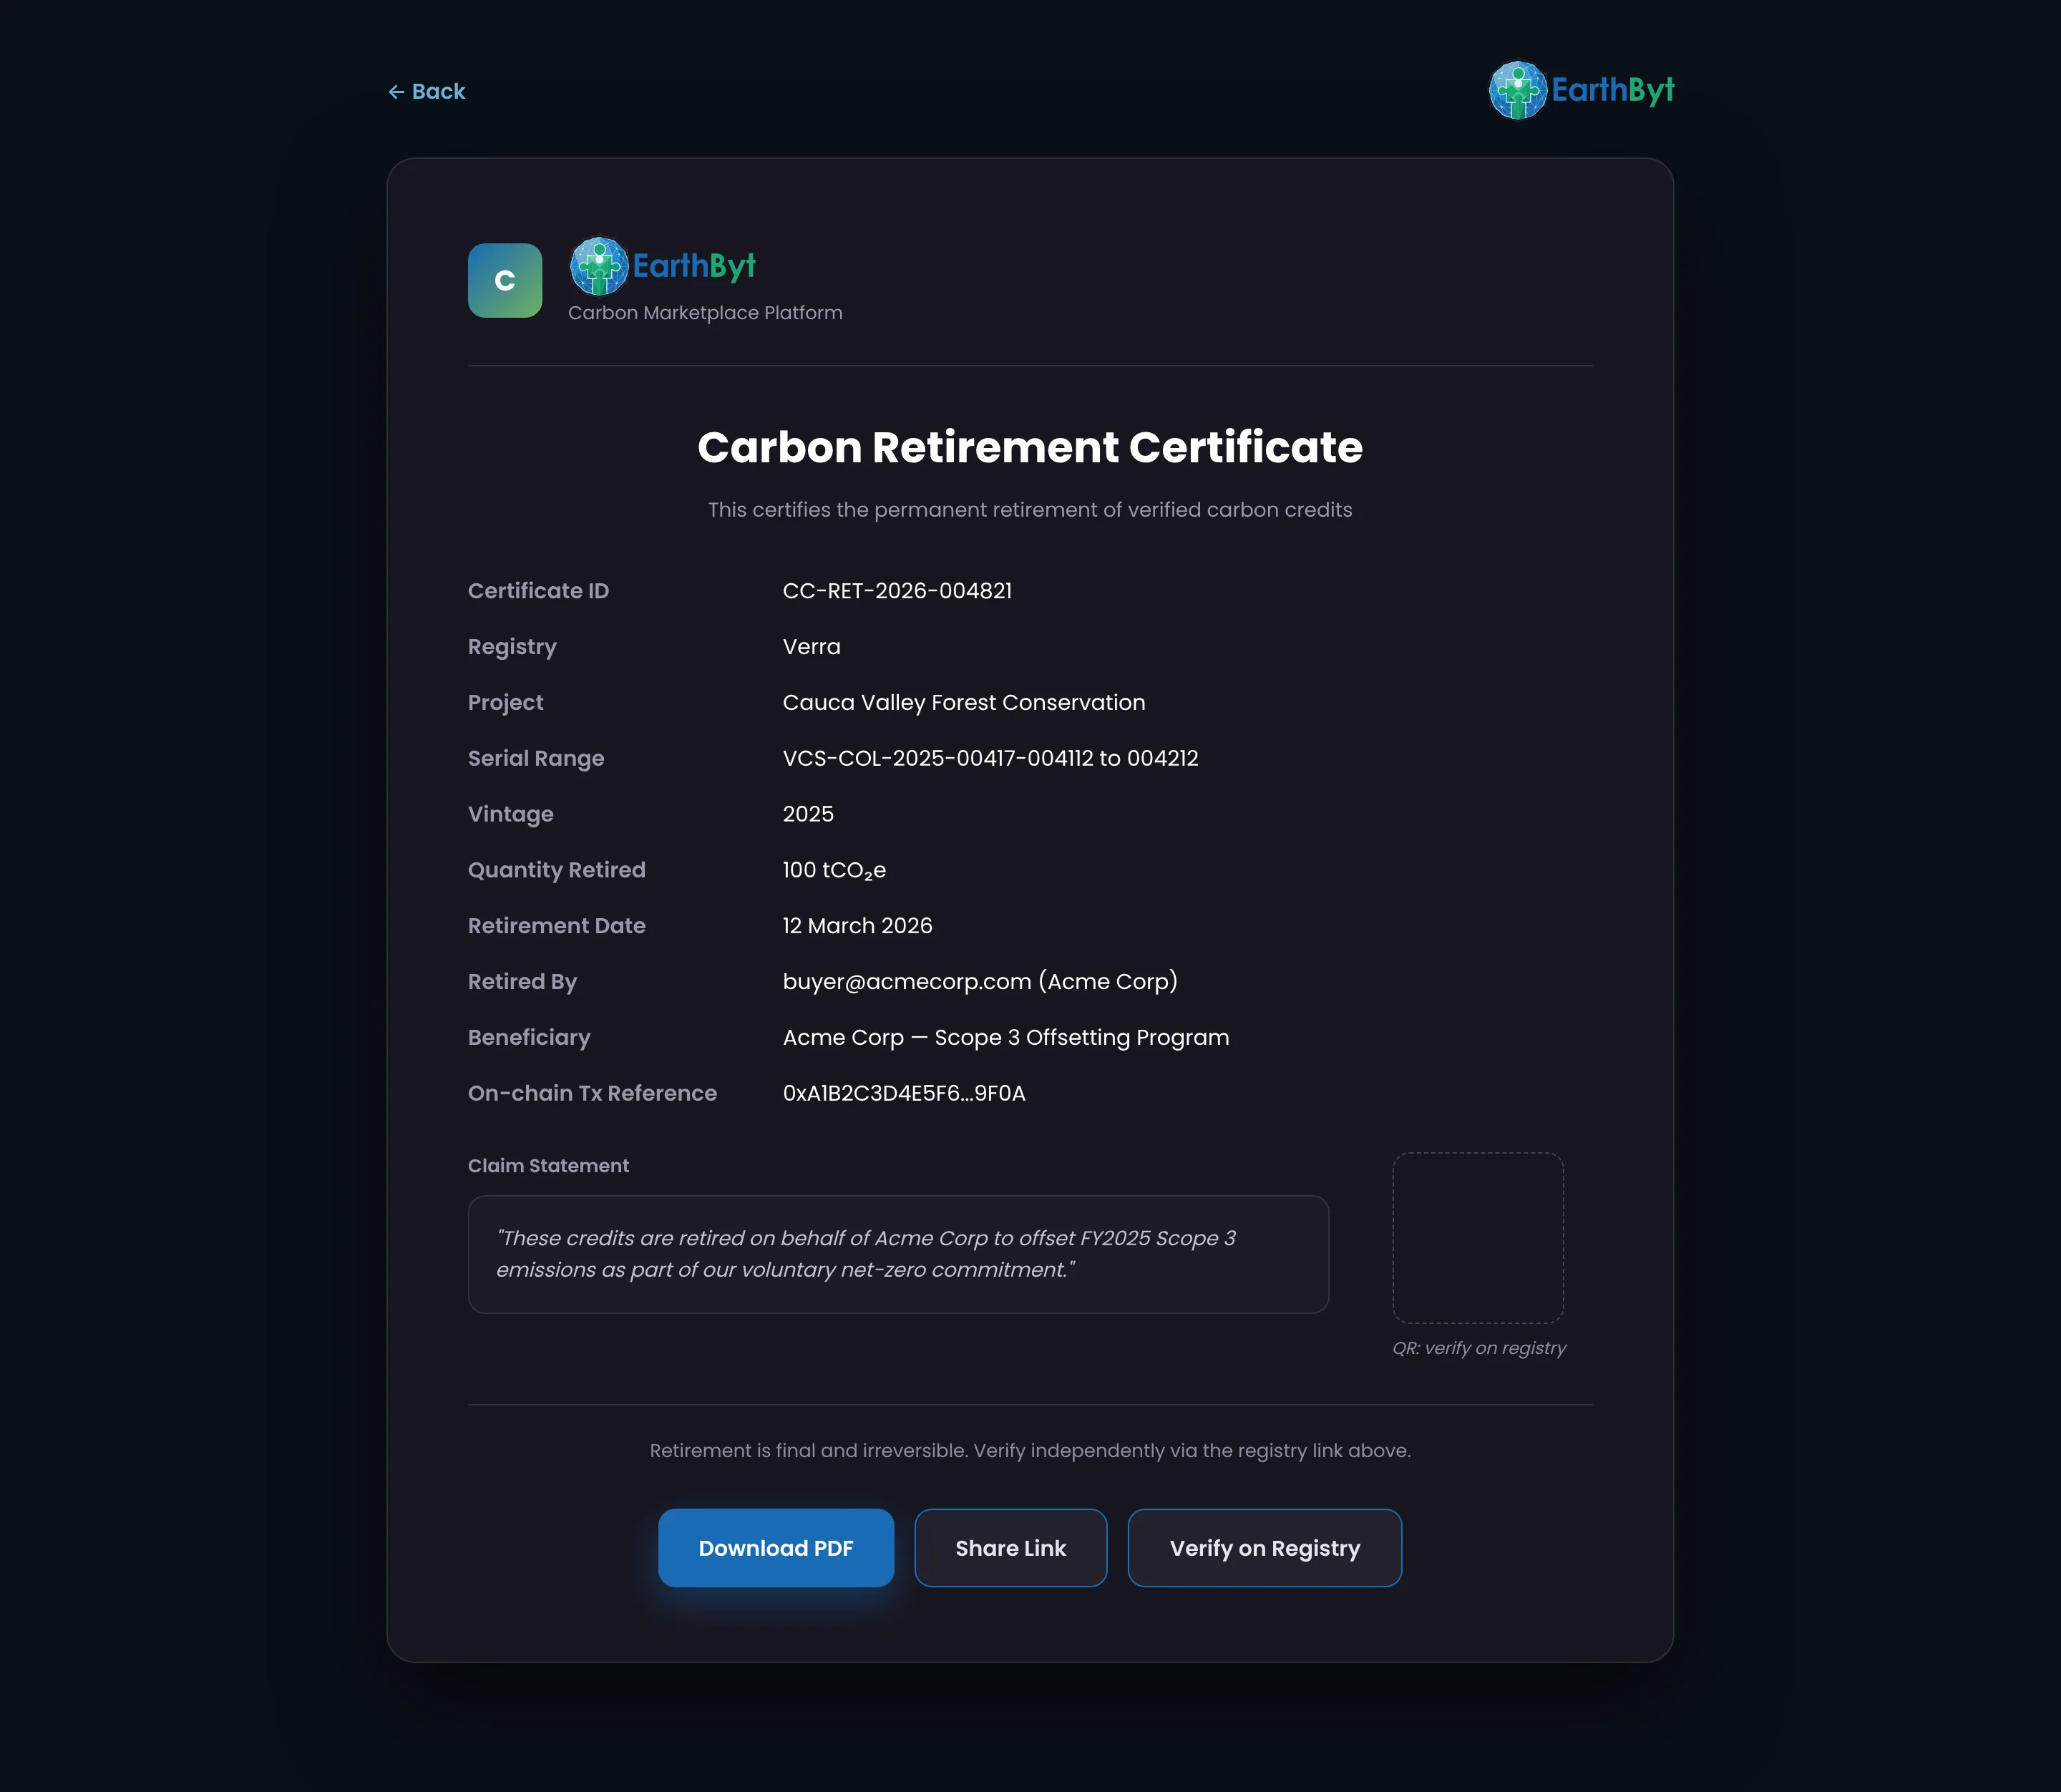 ← Back
EarthByt
C
EarthByt
Carbon Marketplace Platform
Carbon Retirement Certificate
This certifies the permanent retirement of verified carbon credits
Certificate ID CC-RET-2026-004821
Registry Verra
Project Cauca Valley Forest Conservation
Serial Range VCS-COL-2025-00417-004112 to 004212
Vintage 2025
Quantity Retired 100 tCO₂e
Retirement Date 12 March 2026
Retired By buyer@acmecorp.com (Acme Corp)
Beneficiary Acme Corp — Scope 3 Offsetting Program
On-chain Tx Reference 0xA1B2C3D4E5F6...9F0A
Claim Statement
"These credits are retired on behalf of Acme Corp to offset FY2025 Scope 3
emissions as part of our voluntary net-zero commitment."
QR: verify on registry
Retirement is final and irreversible. Verify independently via the registry link above.
Download PDF Share Link Verify on Registry